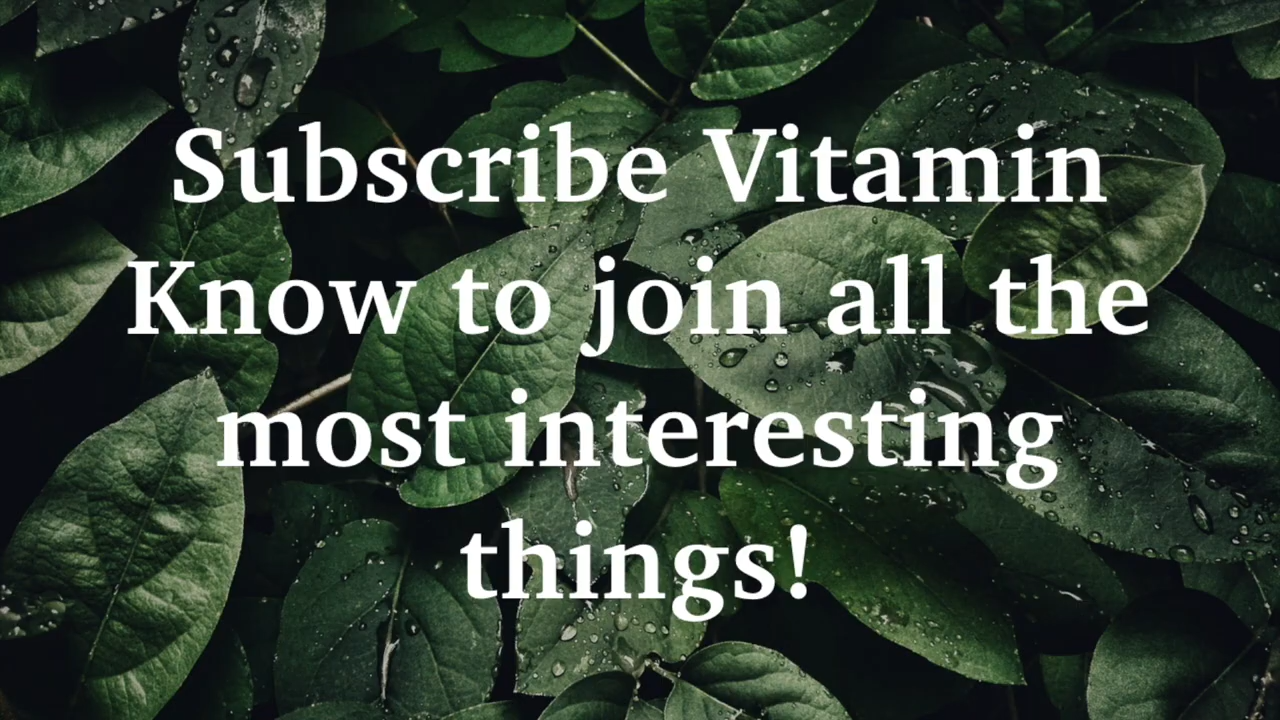 Subscribe Vitamin
Know to join all the
most interesting
things!